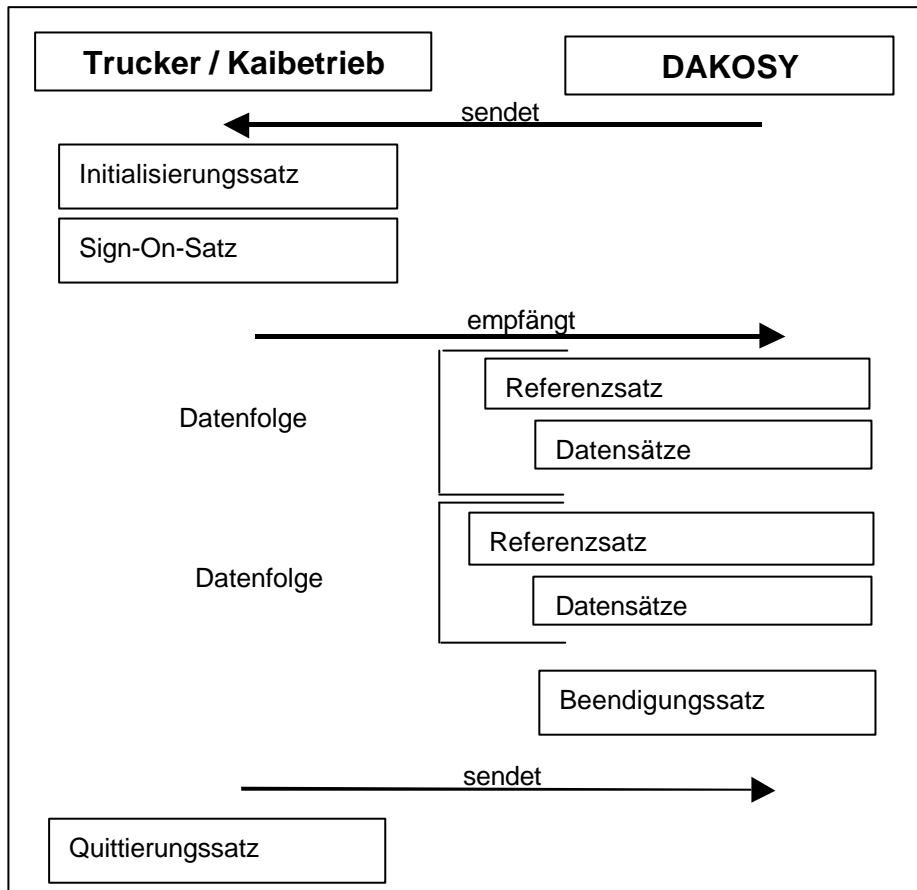 Trucker / Kaibetrieb
DAKOSY
sendet
Initialisierungssatz
Sign-On-Satz
empfängt
Referenzsatz
Datenfolge
Datensätze
Referenzsatz
Datenfolge
Datensätze
Beendigungssatz
sendet
Quittierungssatz